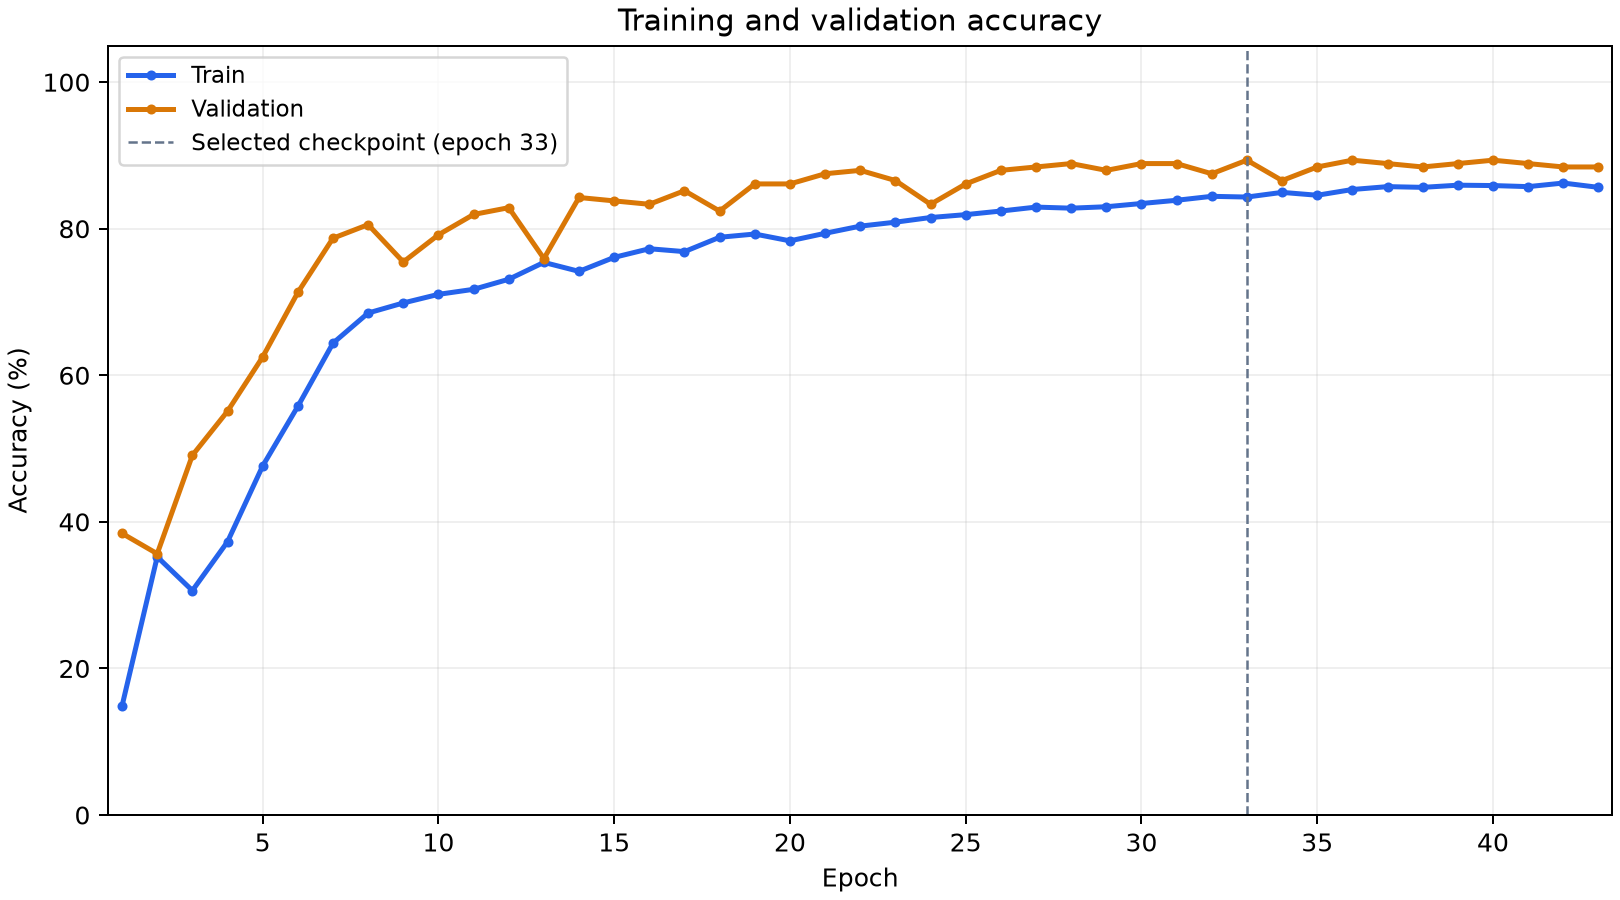 Training and validation accuracy
Train
Validation
Selected checkpoint (epoch 33)
Accuracy (%)
100
80
60
40
20
0
5 10 15 20 25 30 35 40
Epoch